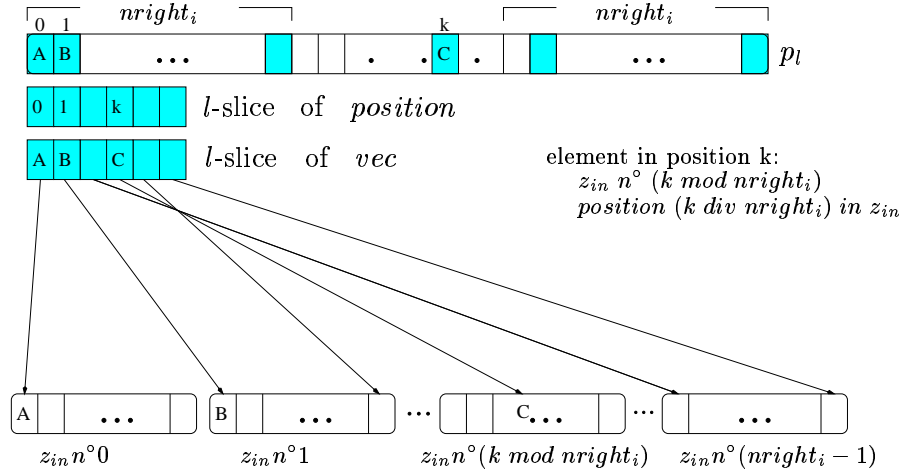 nright_i k nright_i
0 1
A B ... . . C . ... p_l
0 1 k l-slice of position
A B C l-slice of vec
element in position k:
z_in n° (k mod nright_i)
position (k div nright_i) in z_in
A ... B ... ... C... ... ...
z_in n°0 z_in n°1 z_in n°(k mod nright_i) z_in n°(nright_i − 1)